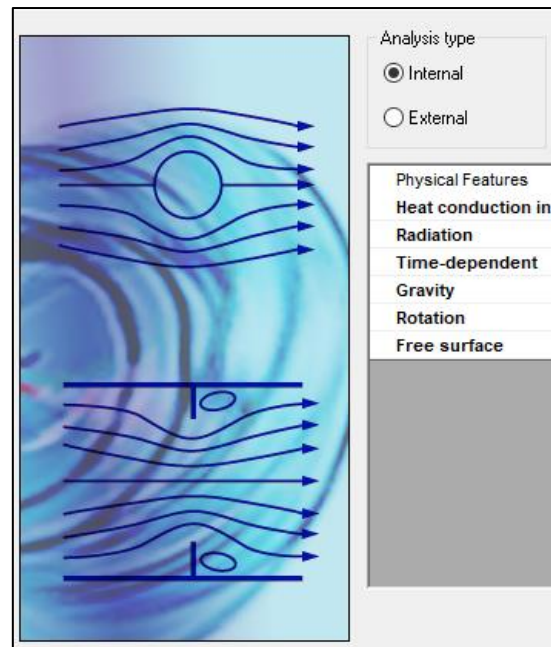 Analysis type
Internal
External
Physical Features
Heat conduction in
Radiation
Time-dependent
Gravity
Rotation
Free surface